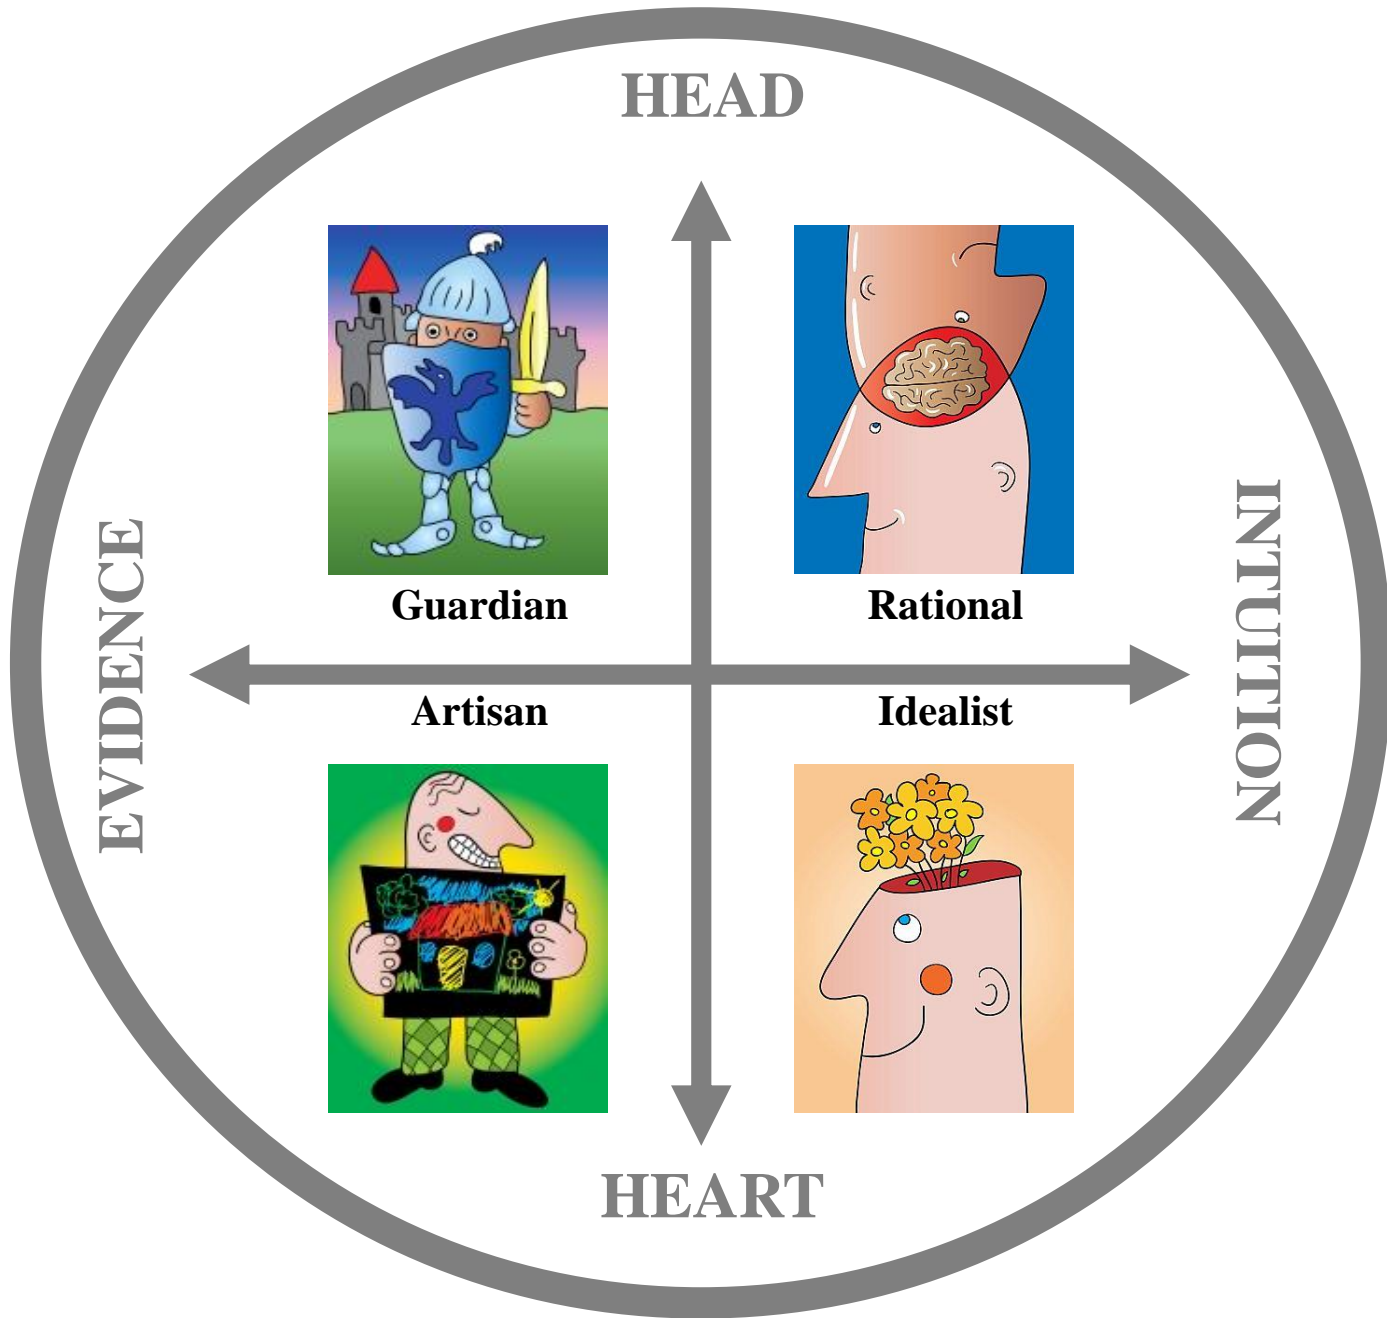 HEAD
Guardian
Rational
EVIDENCE
INTUITION
Artisan
Idealist
HEART